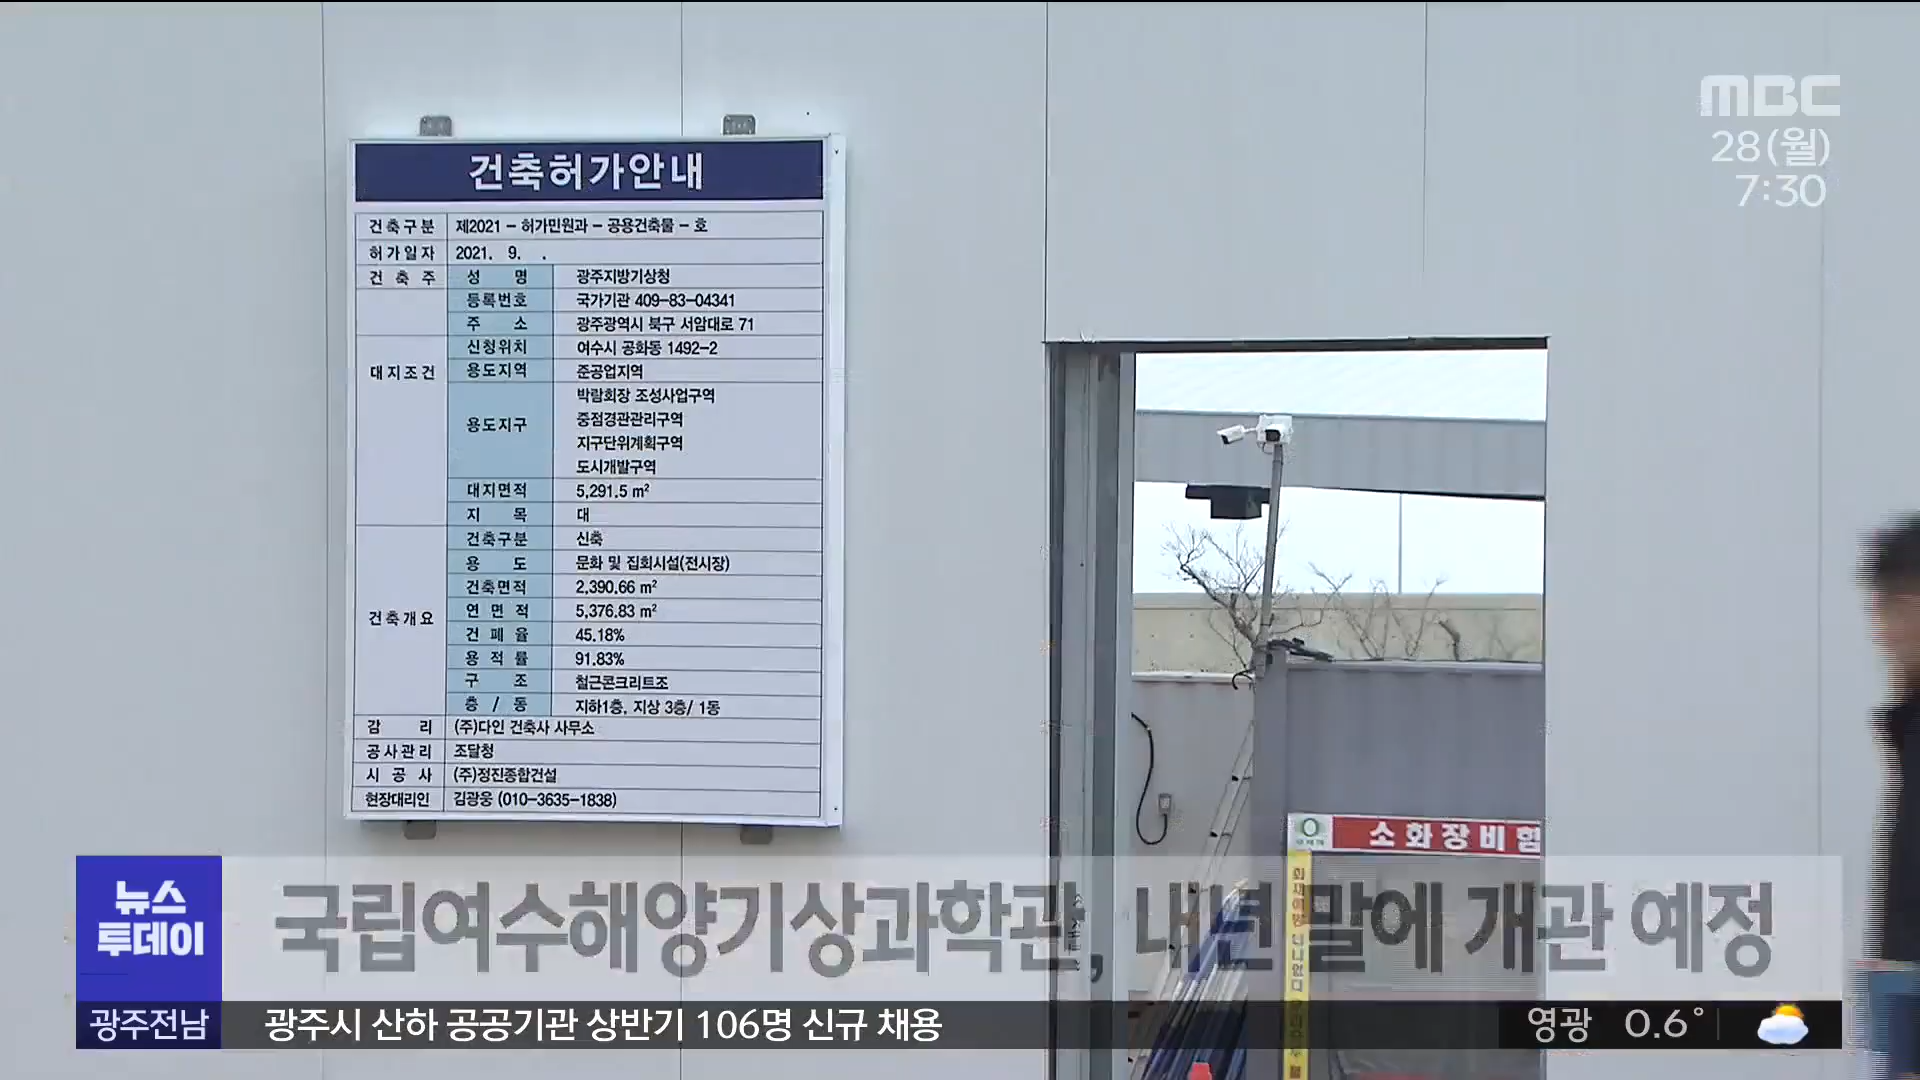 MBC
28(월)
7:30
건축허가안내
건축구분 제2021 - 허가민원과 - 공용건축물 - 호
허가일자 2021. 9. .
건축주 성명 광주지방기상청
등록번호 국가기관 409-83-04341
주소 광주광역시 북구 서암대로 71
대지조건 신청위치 여수시 공화동 1492-2
용도지역 준공업지역
용도지구 박람회장 조성사업구역
중점경관관리구역
지구단위계획구역
도시개발구역
대지면적 5,291.5 m²
지목 대
건축개요 건축구분 신축
용도 문화 및 집회시설(전시장)
건축면적 2,390.66 m²
연면적 5,376.83 m²
건폐율 45.18%
용적률 91.83%
구조 철근콘크리트조
층/동 지하1층, 지상 3층/ 1동
감리 (주)다인 건축사 사무소
공사관리 조달청
시공사 (주)정진종합건설
현장대리인 김광웅 (010-3635-1838)
소화장비함
뉴스
투데이
국립여수해양기상과학관, 내년 말에 개관 예정
광주전남 광주시 산하 공공기관 상반기 106명 신규 채용 영광 0.6°